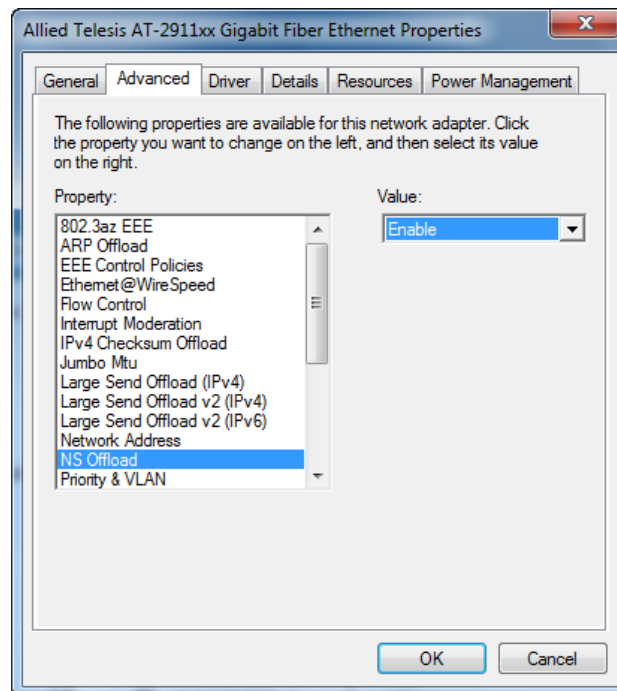 Allied Telesis AT-2911xx Gigabit Fiber Ethernet Properties
General Advanced Driver Details Resources Power Management
The following properties are available for this network adapter. Click
the property you want to change on the left, and then select its value
on the right.
Property:
Value:
802.3az EEE
ARP Offload
EEE Control Policies
Ethernet@WireSpeed
Flow Control
Interrupt Moderation
IPv4 Checksum Offload
Jumbo Mtu
Large Send Offload (IPv4)
Large Send Offload v2 (IPv4)
Large Send Offload v2 (IPv6)
Network Address
NS Offload
Priority & VLAN
Enable
OK
Cancel